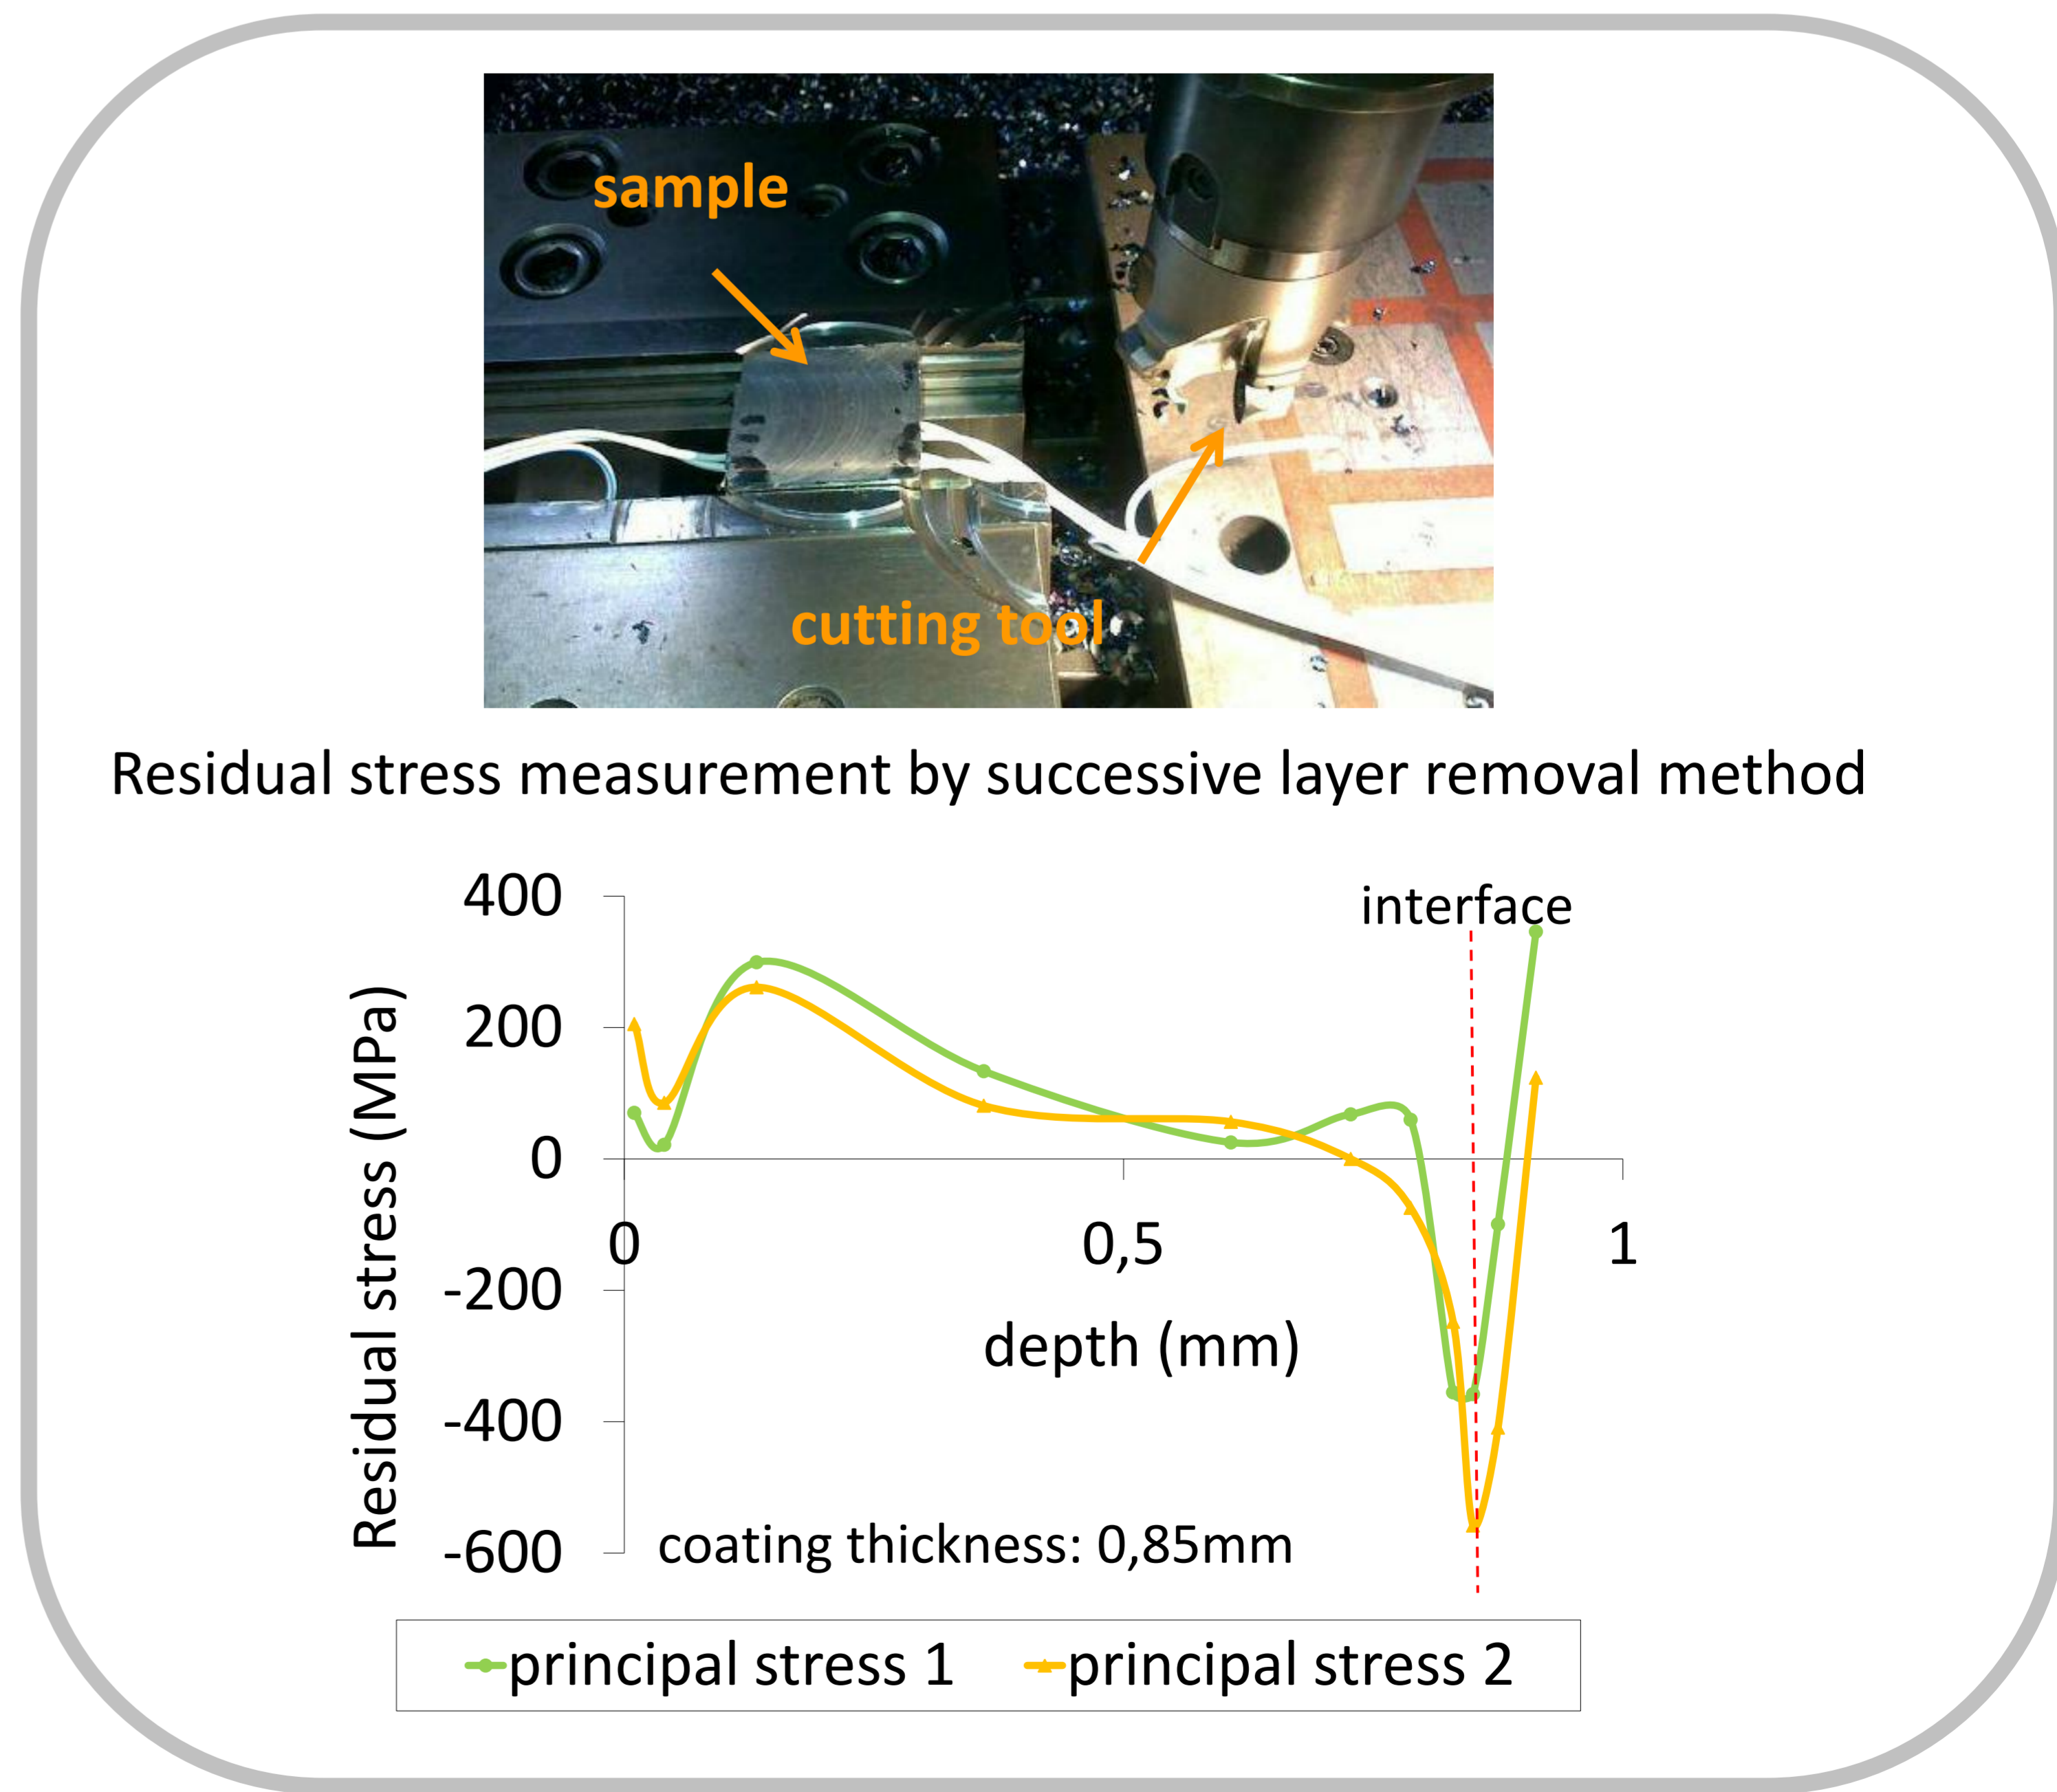 sample
cutting tool
Residual stress measurement by successive layer removal method
400
interface
200
0
-200
-400
-600
Residual stress (MPa)
0
0,5
1
depth (mm)
coating thickness: 0,85mm
principal stress 1
principal stress 2